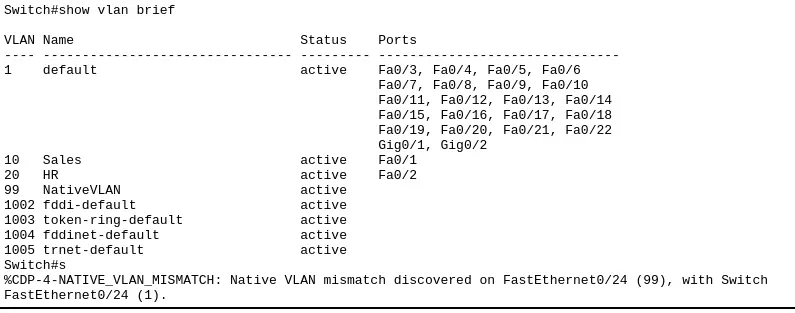 Switch#show vlan brief
VLAN Name                             Status    Ports
---- -------------------------------- --------- -------------------------------
1    default                          active    Fa0/3, Fa0/4, Fa0/5, Fa0/6
                                                Fa0/7, Fa0/8, Fa0/9, Fa0/10
                                                Fa0/11, Fa0/12, Fa0/13, Fa0/14
                                                Fa0/15, Fa0/16, Fa0/17, Fa0/18
                                                Fa0/19, Fa0/20, Fa0/21, Fa0/22
                                                Gig0/1, Gig0/2
10   Sales                            active    Fa0/1
20   HR                               active    Fa0/2
99   NativeVLAN                       active
1002 fddi-default                     active
1003 token-ring-default               active
1004 fddinet-default                  active
1005 trnet-default                    active
Switch#s
%CDP-4-NATIVE_VLAN_MISMATCH: Native VLAN mismatch discovered on FastEthernet0/24 (99), with Switch
FastEthernet0/24 (1).